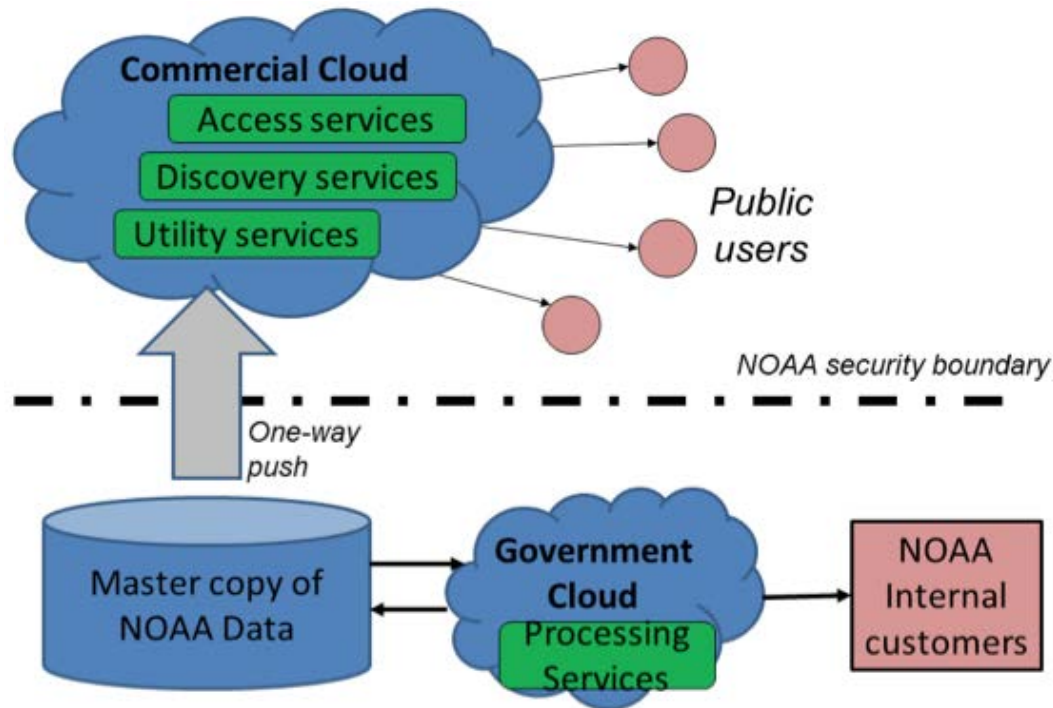 Commercial Cloud
Access services
Discovery services
Utility services
Public
users
NOAA security boundary
One-way
push
Master copy of
NOAA Data
Government
Cloud
Processing
Services
NOAA
Internal
customers